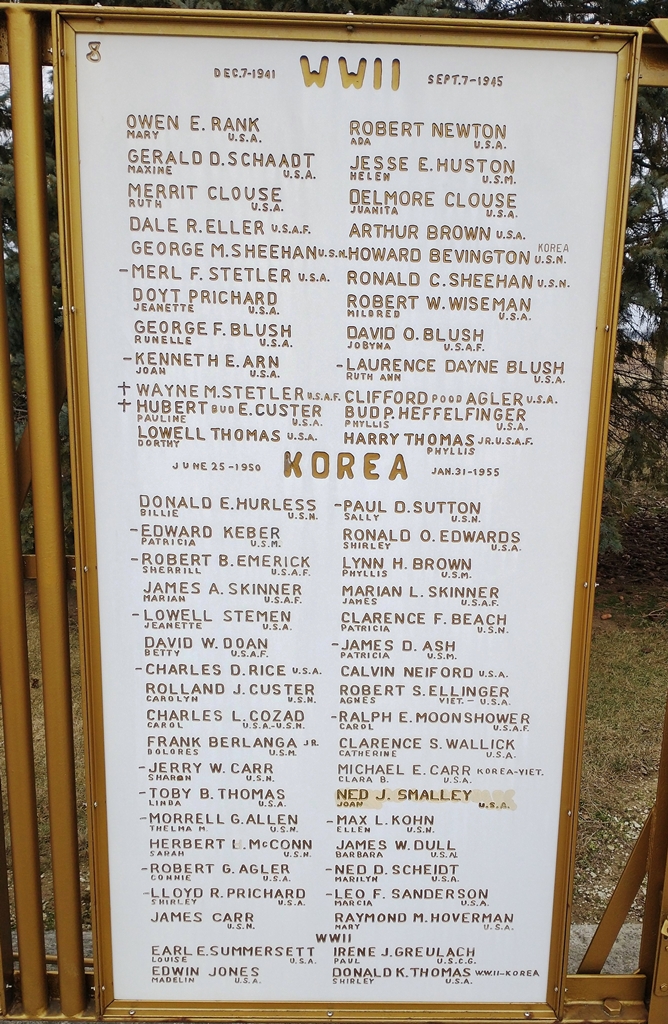 8
DEC.7-1941 WWII SEPT.7-1945
OWEN E. RANK
MARY U.S.A.
GERALD D. SCHAADT
MAXINE U.S.A.
MERRIT CLOUSE
RUTH U.S.A.
DALE R. ELLER U.S.A.F.
GEORGE M. SHEEHAN U.S.N.
-MERL F. STETLER U.S.A.
DOYT PRICHARD
JEANETTE U.S.A.
GEORGE F. BLUSH
RUNELLE U.S.A.
-KENNETH E. ARN
JOAN U.S.A.
†WAYNE M. STETLER U.S.A.F.
†HUBERT BUD E. CUSTER
PAULINE U.S.A.
LOWELL THOMAS U.S.A.
DORTHY
ROBERT NEWTON
ADA U.S.A.
JESSE E. HUSTON
HELEN U.S.M.
DELMORE CLOUSE
JUANITA U.S.A.
ARTHUR BROWN U.S.A.
KOREA
HOWARD BEVINGTON U.S.N.
RONALD C. SHEEHAN U.S.N.
ROBERT W. WISEMAN
MILDRED U.S.A.
DAVID O. BLUSH
JOBYNA U.S.A.F.
-LAURENCE DAYNE BLUSH
RUTH ANN U.S.A.
CLIFFORD POOD AGLER U.S.A.
BUD P. HEFFELFINGER
PHYLLIS U.S.A.
HARRY THOMAS JR. U.S.A.F.
PHYLLIS
JUNE 25-1950 KOREA JAN.31-1955
DONALD E. HURLESS
BILLIE U.S.N.
-EDWARD KEBER
PATRICIA U.S.M.
-ROBERT B. EMERICK
SHERRILL U.S.A.F.
JAMES A. SKINNER
MARIAN U.S.A.F.
-LOWELL STEMEN
JEANETTE U.S.A.
DAVID W. DOAN
BETTY U.S.A.F.
-CHARLES D. RICE U.S.A.
ROLLAND J. CUSTER
CAROLYN U.S.N.
CHARLES L. COZAD
CAROL U.S.A.-U.S.N.
FRANK BERLANGA JR.
DOLORES U.S.M.
-JERRY W. CARR
SHARON U.S.N.
-TOBY B. THOMAS
LINDA U.S.A.
-MORRELL G. ALLEN
THELMA M. U.S.N.
HERBERT L. McCONN
SARAH U.S.N.
-ROBERT G. AGLER
CONNIE U.S.A.
-LLOYD R. PRICHARD
SHIRLEY U.S.A.
JAMES CARR
U.S.N.
-PAUL D. SUTTON
SALLY U.S.N.
RONALD O. EDWARDS
SHIRLEY U.S.A.
LYNN H. BROWN
PHYLLIS U.S.M.
MARIAN L. SKINNER
JAMES U.S.A.F.
CLARENCE F. BEACH
PATRICIA U.S.N.
-JAMES D. ASH
PATRICIA U.S.M.
CALVIN NEIFORD U.S.A.
ROBERT S. ELLINGER
AGNES VIET.-U.S.A.
-RALPH E. MOONSHOWER
CAROL U.S.A.F.
CLARENCE S. WALLICK
CATHERINE U.S.A.
MICHAEL E. CARR KOREA-VIET.
CLARA B. U.S.A.
NED J. SMALLEY
JOAN U.S.A.
-MAX L. KOHN
ELLEN U.S.N.
JAMES W. DULL
BARBARA U.S.N.
-NED D. SCHEIDT
MARILYN U.S.A.
-LEO F. SANDERSON
MARCIA U.S.A.
RAYMOND M. HOVERMAN
MARY U.S.A.
WWII
EARL E. SUMMERSETT
LOUISE U.S.A.
EDWIN JONES
MADELIN U.S.A.
IRENE J. GREULACH
PAUL U.S.C.G.
DONALD K. THOMAS W.W.II-KOREA
SHIRLEY U.S.A.